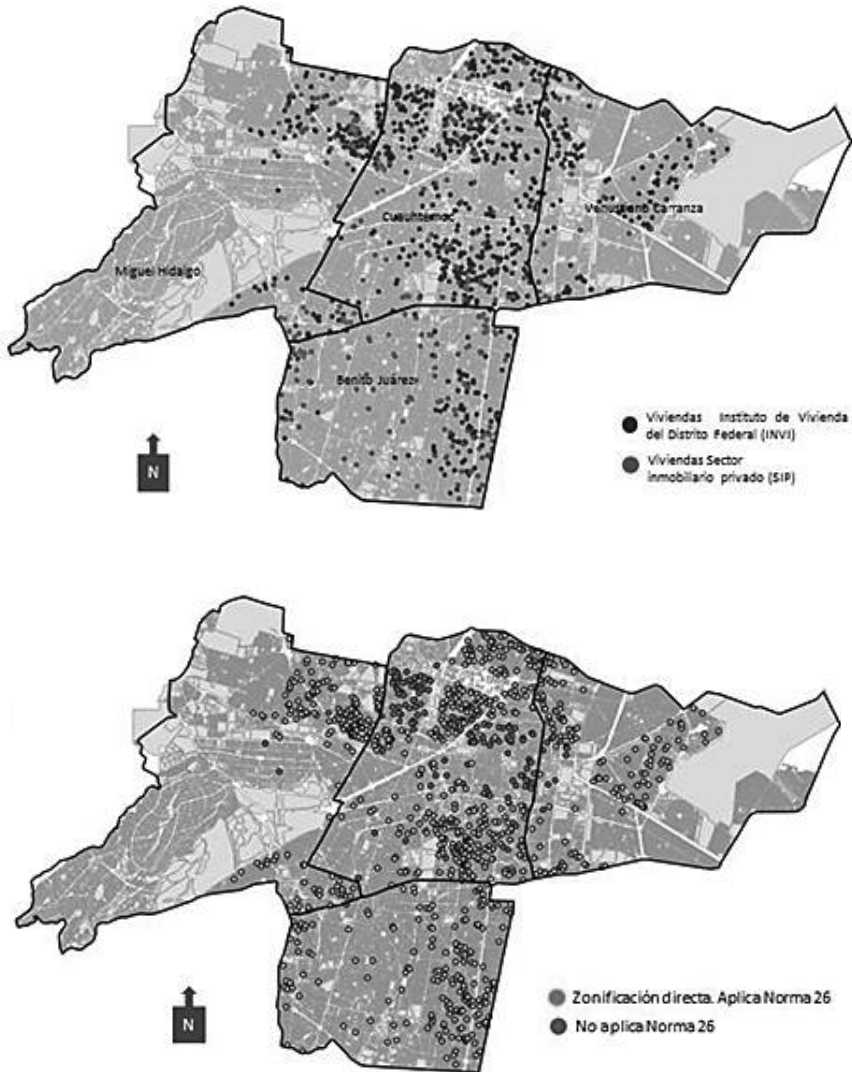 Cuauhtemoc
Venustiano Carranza
Miguel Hidalgo
Benito Juárez
Viviendas Instituto de Vivienda
del Distrito Federal (INVI)
Viviendas Sector
inmobiliario privado (SIP)
N
Zonificación directa. Aplica Norma 26
No aplica Norma 26
N